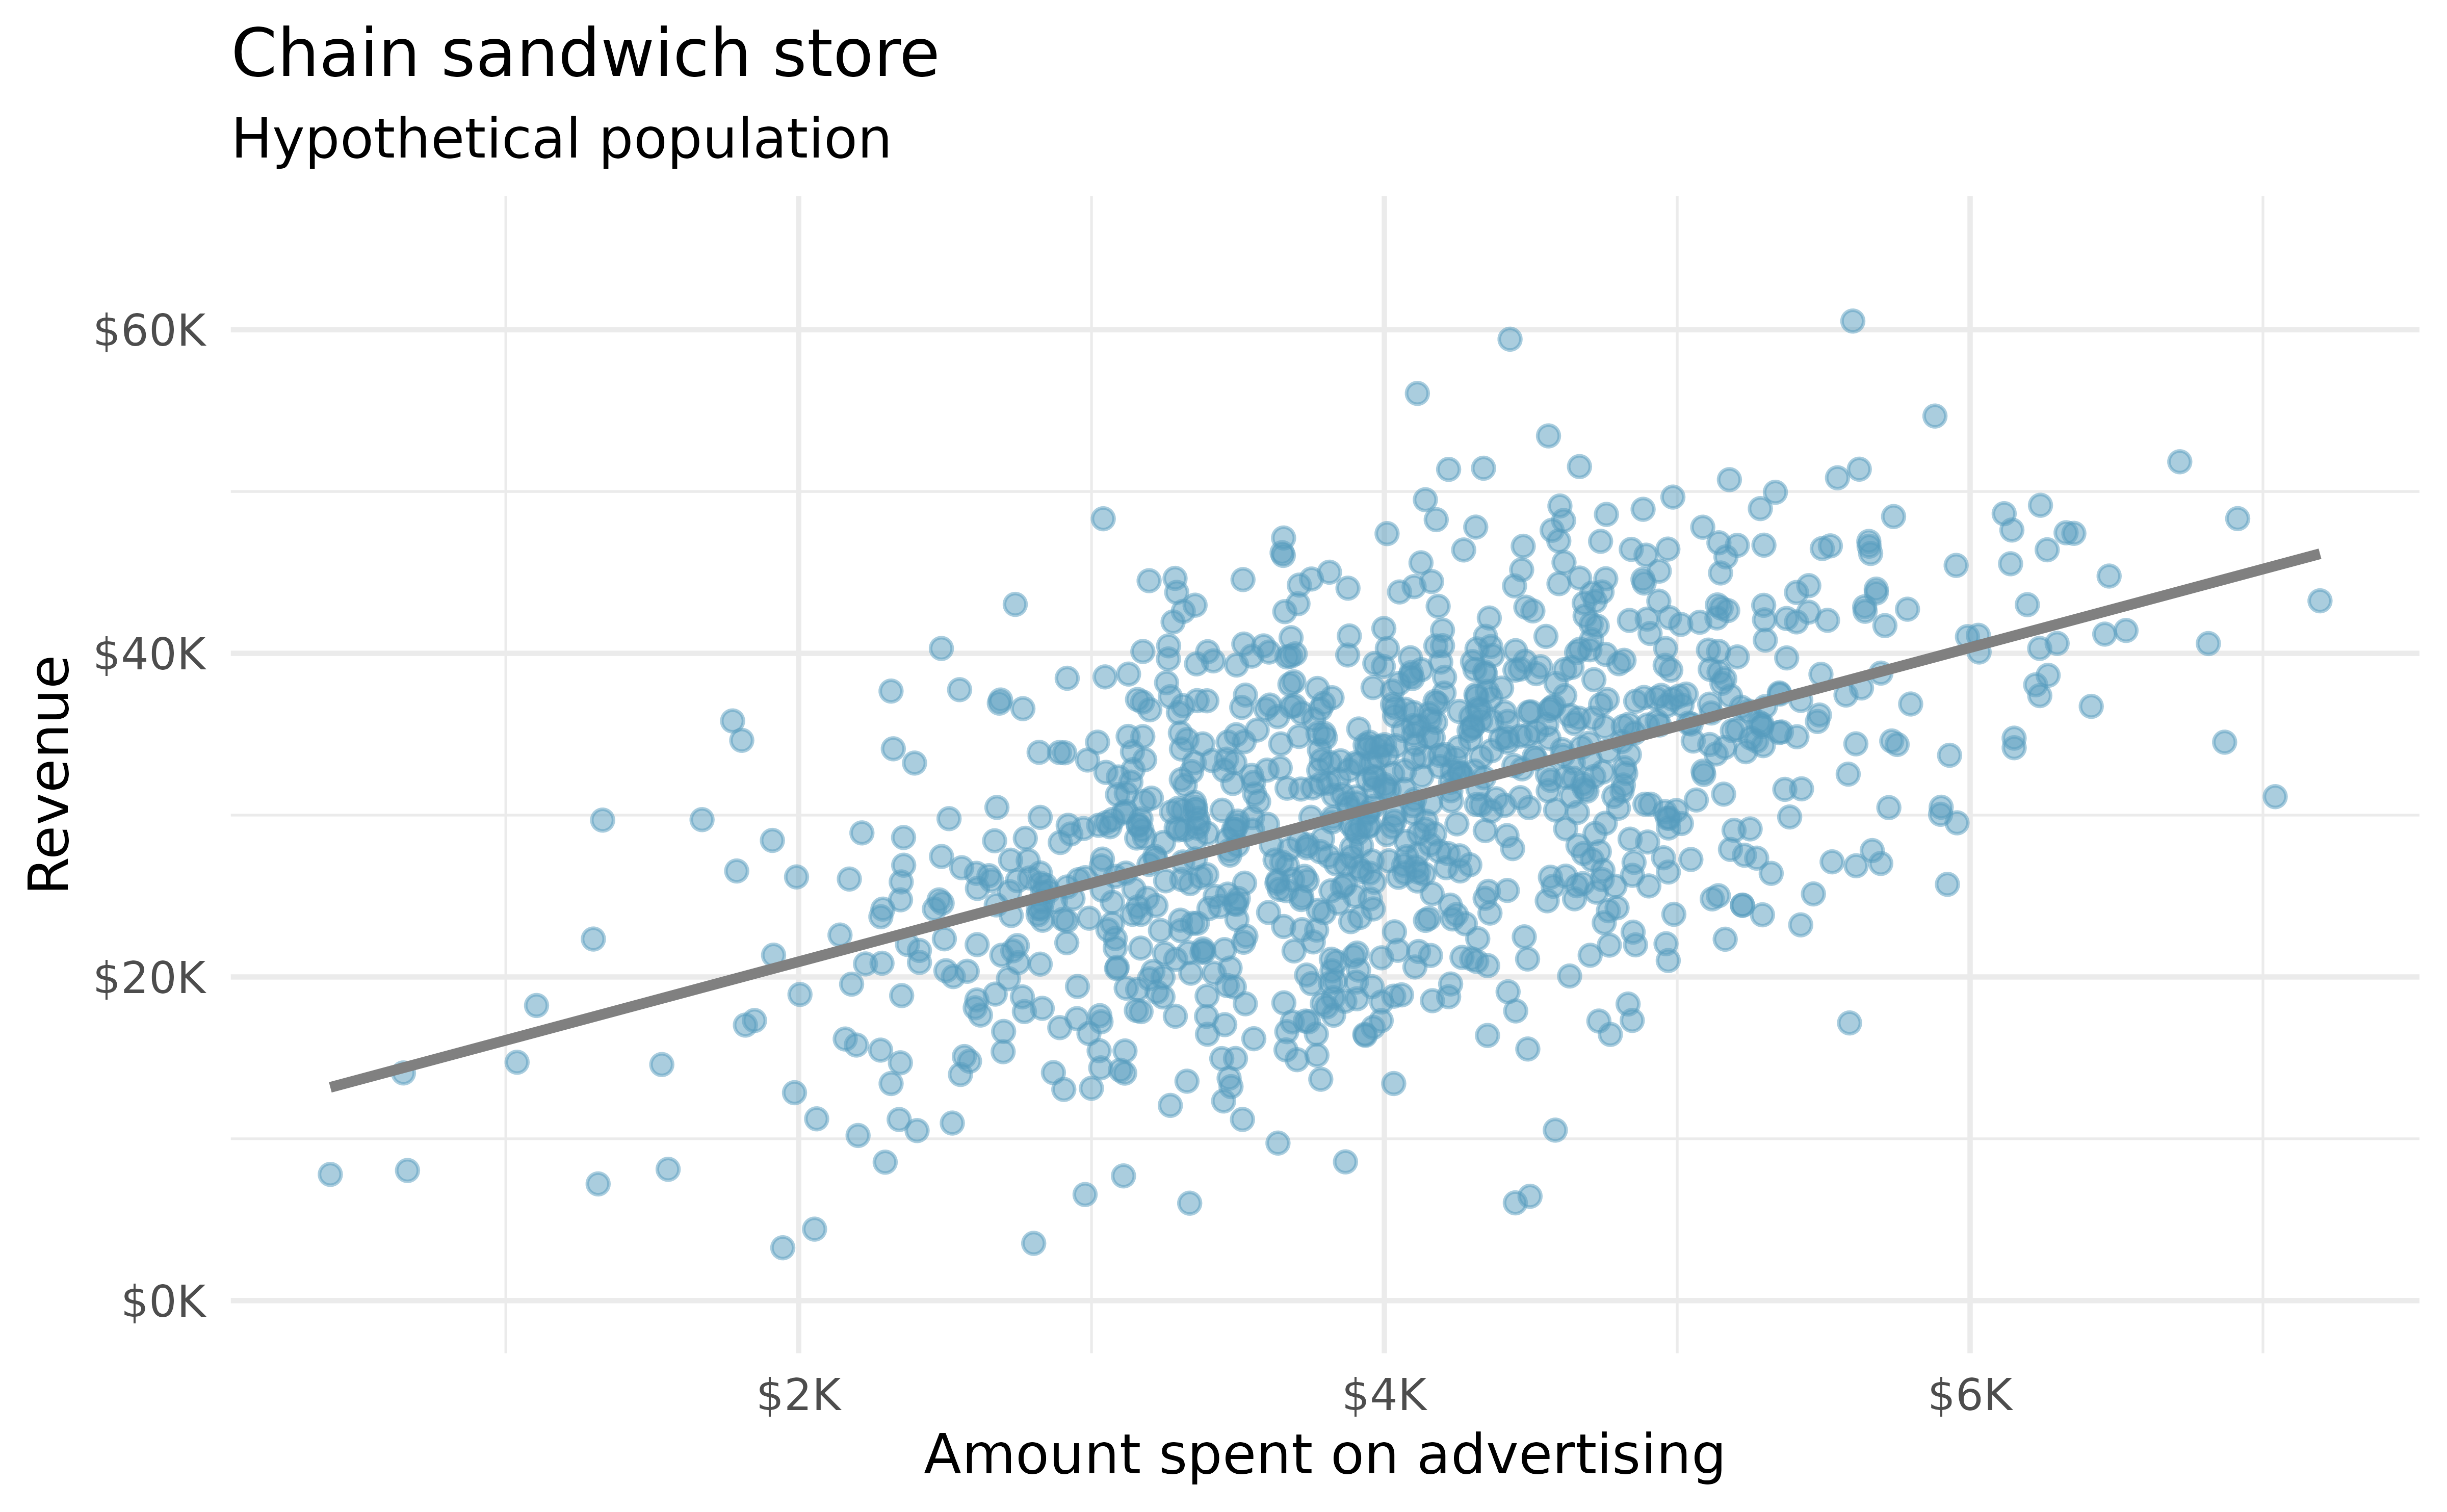 Chain sandwich store
Hypothetical population
Revenue
$60K
$40K
$20K
$0K
$2K $4K $6K
Amount spent on advertising